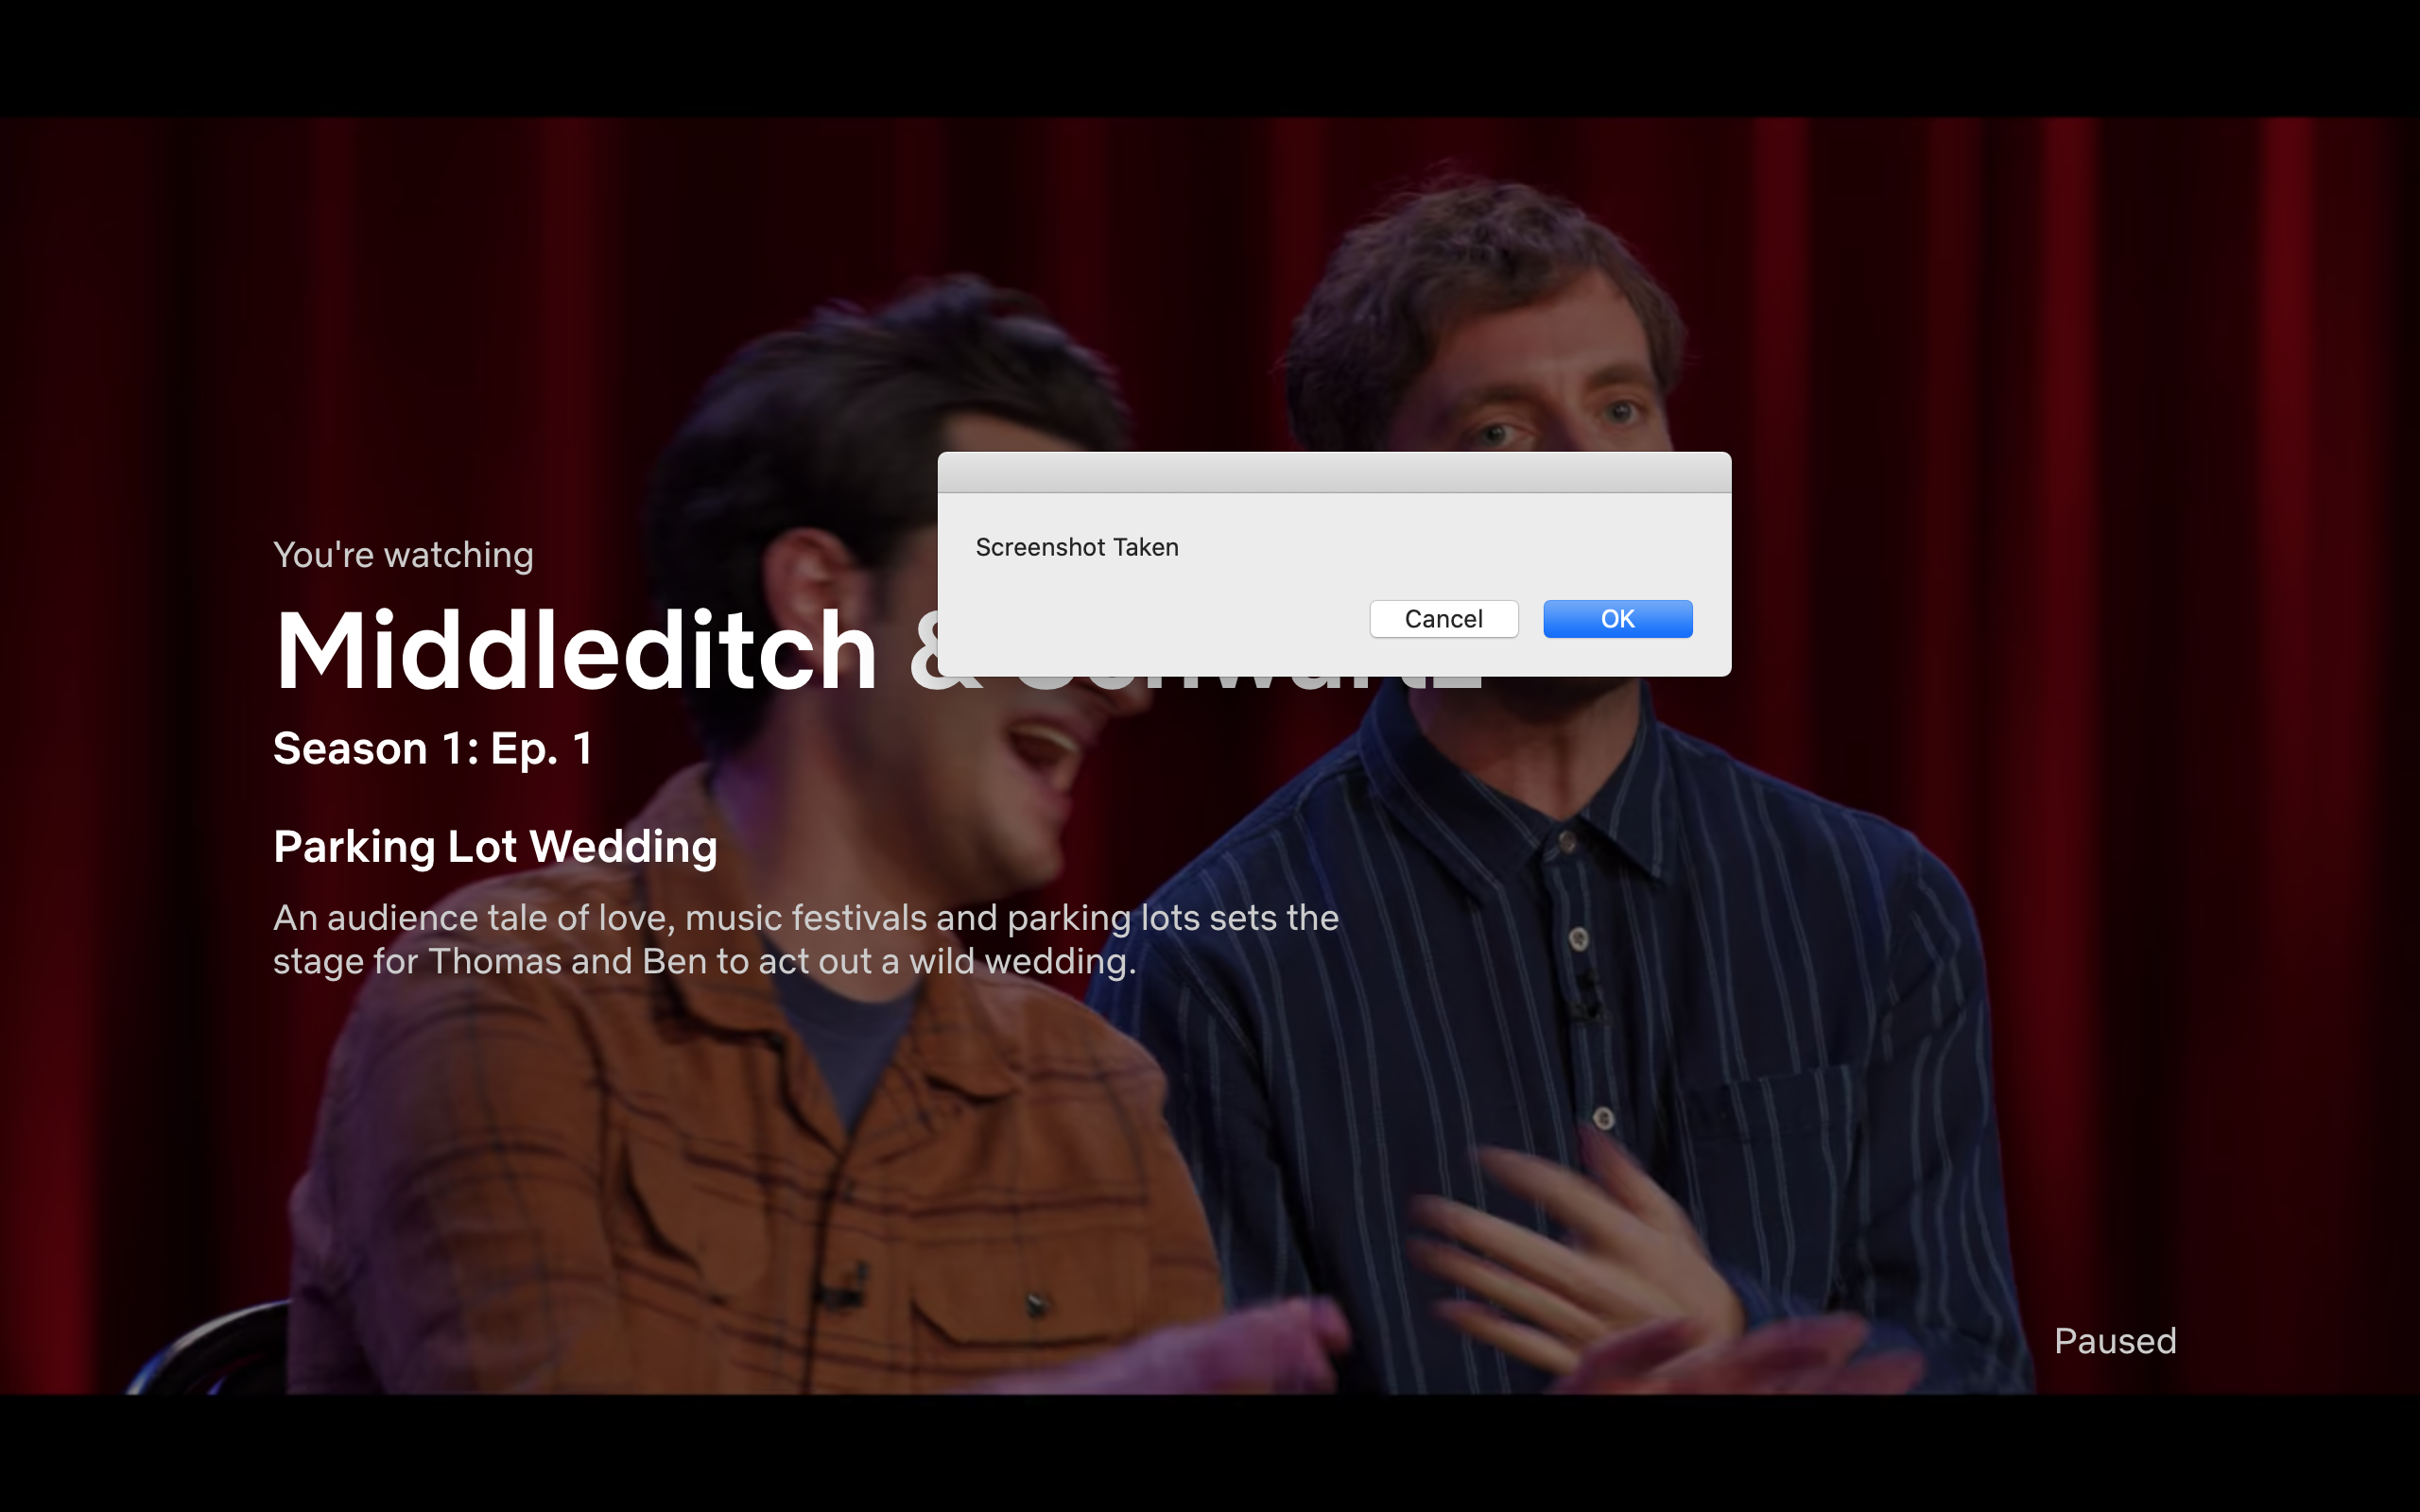 You're watching
Screenshot Taken
Cancel OK
Middleditch &
Season 1: Ep. 1
Parking Lot Wedding
An audience tale of love, music festivals and parking lots sets the
stage for Thomas and Ben to act out a wild wedding.
Paused